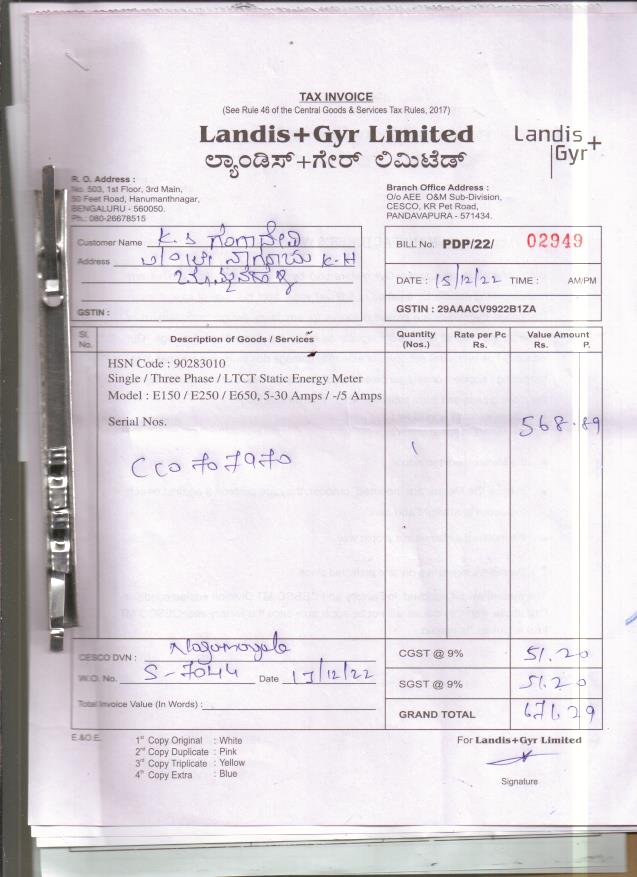 TAX INVOICE
(See Rule 46 of the Central Goods & Services Tax Rules, 2017)
Landis+Gyr Limited
ಲ್ಯಾಂಡಿಸ್+ಗೇರ್ ಲಿಮಿಟೆಡ್
Landis+
Gyr
R. O. Address :
No. 503, 1st Floor, 3rd Main,
50 Feet Road, Hanumanthnagar,
BENGALURU - 560050.
Ph.: 080-26678515
Branch Office Address :
O/o AEE O&M Sub-Division,
CESCO, KR Pet Road,
PANDAVAPURA - 571434.
Customer Name K. S
Address K H
GSTIN :
BILL No. PDP/22/ 02949
DATE : 15/12/22 TIME : AM/PM
GSTIN : 29AAACV9922B1ZA
Sl. No. Description of Goods / Services Quantity (Nos.) Rate per Pc Rs. Value Amount Rs. P.
HSN Code : 90283010
Single / Three Phase / LTCT Static Energy Meter
Model : E150 / E250 / E650, 5-30 Amps / -/5 Amps
Serial Nos. 568.89
CC0707970 1
CESCO DVN :
W.O. No. S-7044 Date 17/12/22
Total Invoice Value (In Words) :
CGST @ 9% 51.20
SGST @ 9% 51.20
GRAND TOTAL 671.29
E.&O.E.
1st Copy Original : White
2nd Copy Duplicate : Pink
3rd Copy Triplicate : Yellow
4th Copy Extra : Blue
For Landis+Gyr Limited
Signature